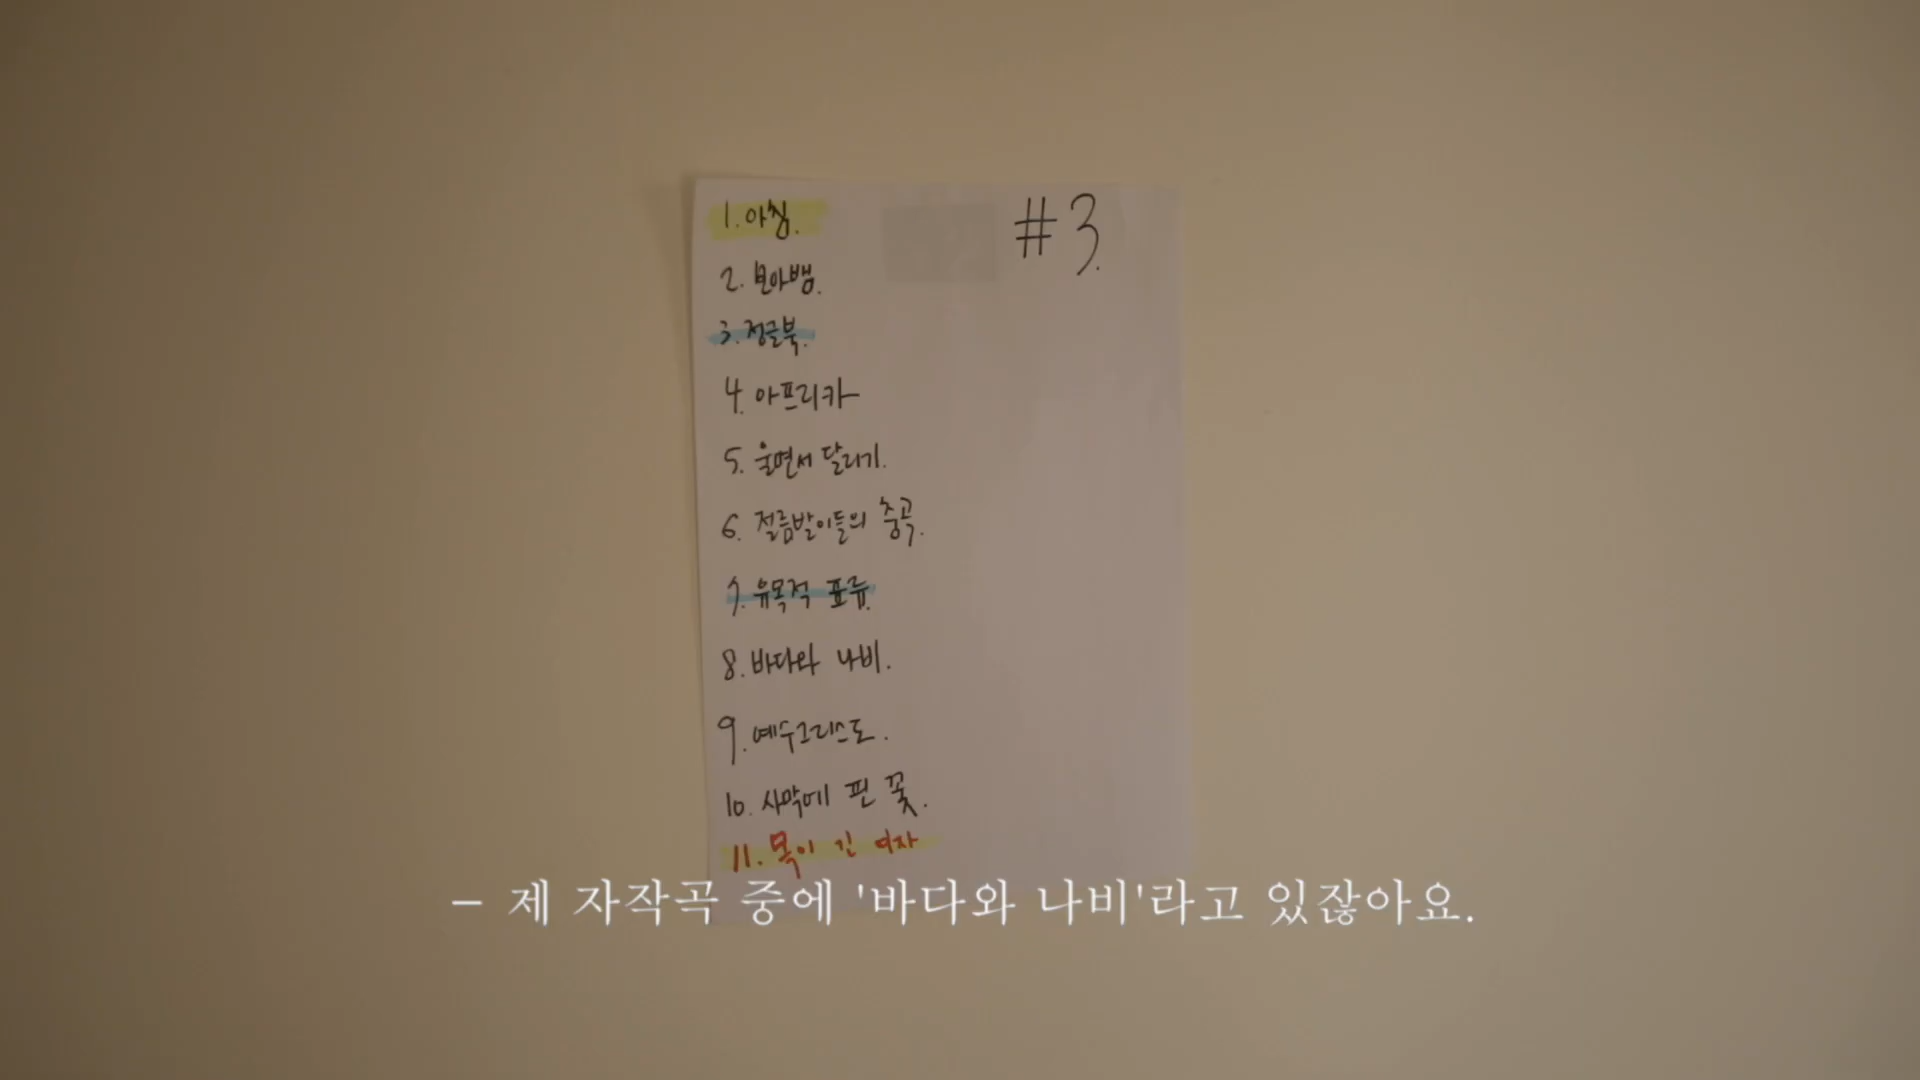 #3.
1. 아침.
2. 보아뱀.
3. 정글북.
4. 아프리카
5. 울면서 달리기.
6. 절름발이들의 춤곡.
7. 유목적 표류.
8. 바다와 나비.
9. 예수그리스도.
10. 사막에 핀 꽃.
11. 목이 긴 여자
- 제 자작곡 중에 '바다와 나비'라고 있잖아요.